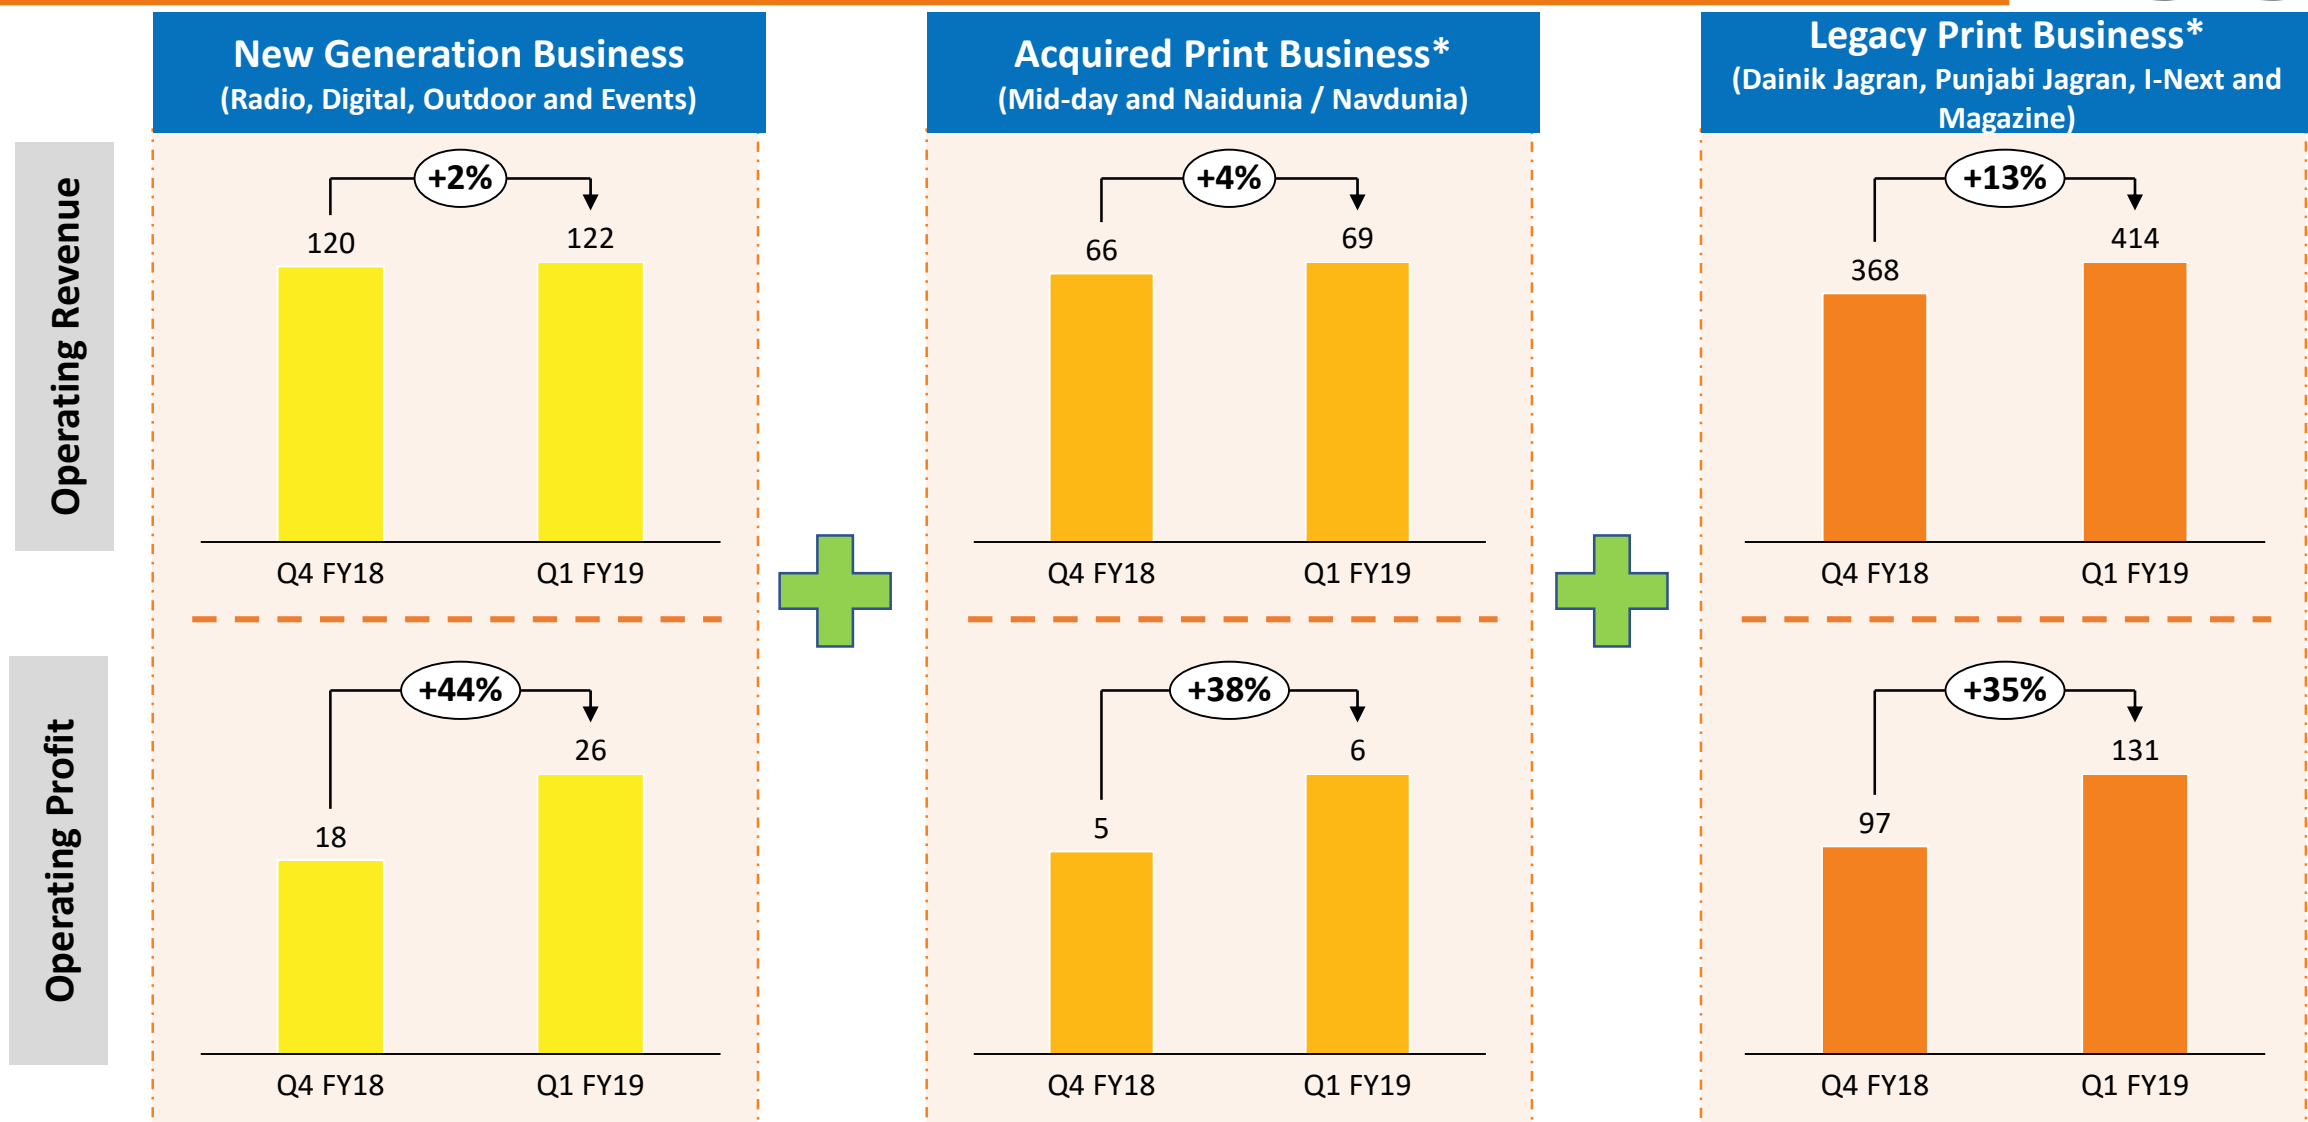 New Generation Business
(Radio, Digital, Outdoor and Events)
Acquired Print Business*
(Mid-day and Naidunia / Navdunia)
Legacy Print Business*
(Dainik Jagran, Punjabi Jagran, I-Next and
Magazine)
Operating Revenue
+2%
120
122
Q4 FY18
Q1 FY19
+4%
66
69
Q4 FY18
Q1 FY19
+13%
368
414
Q4 FY18
Q1 FY19
Operating Profit
+44%
18
26
Q4 FY18
Q1 FY19
+38%
5
6
Q4 FY18
Q1 FY19
+35%
97
131
Q4 FY18
Q1 FY19